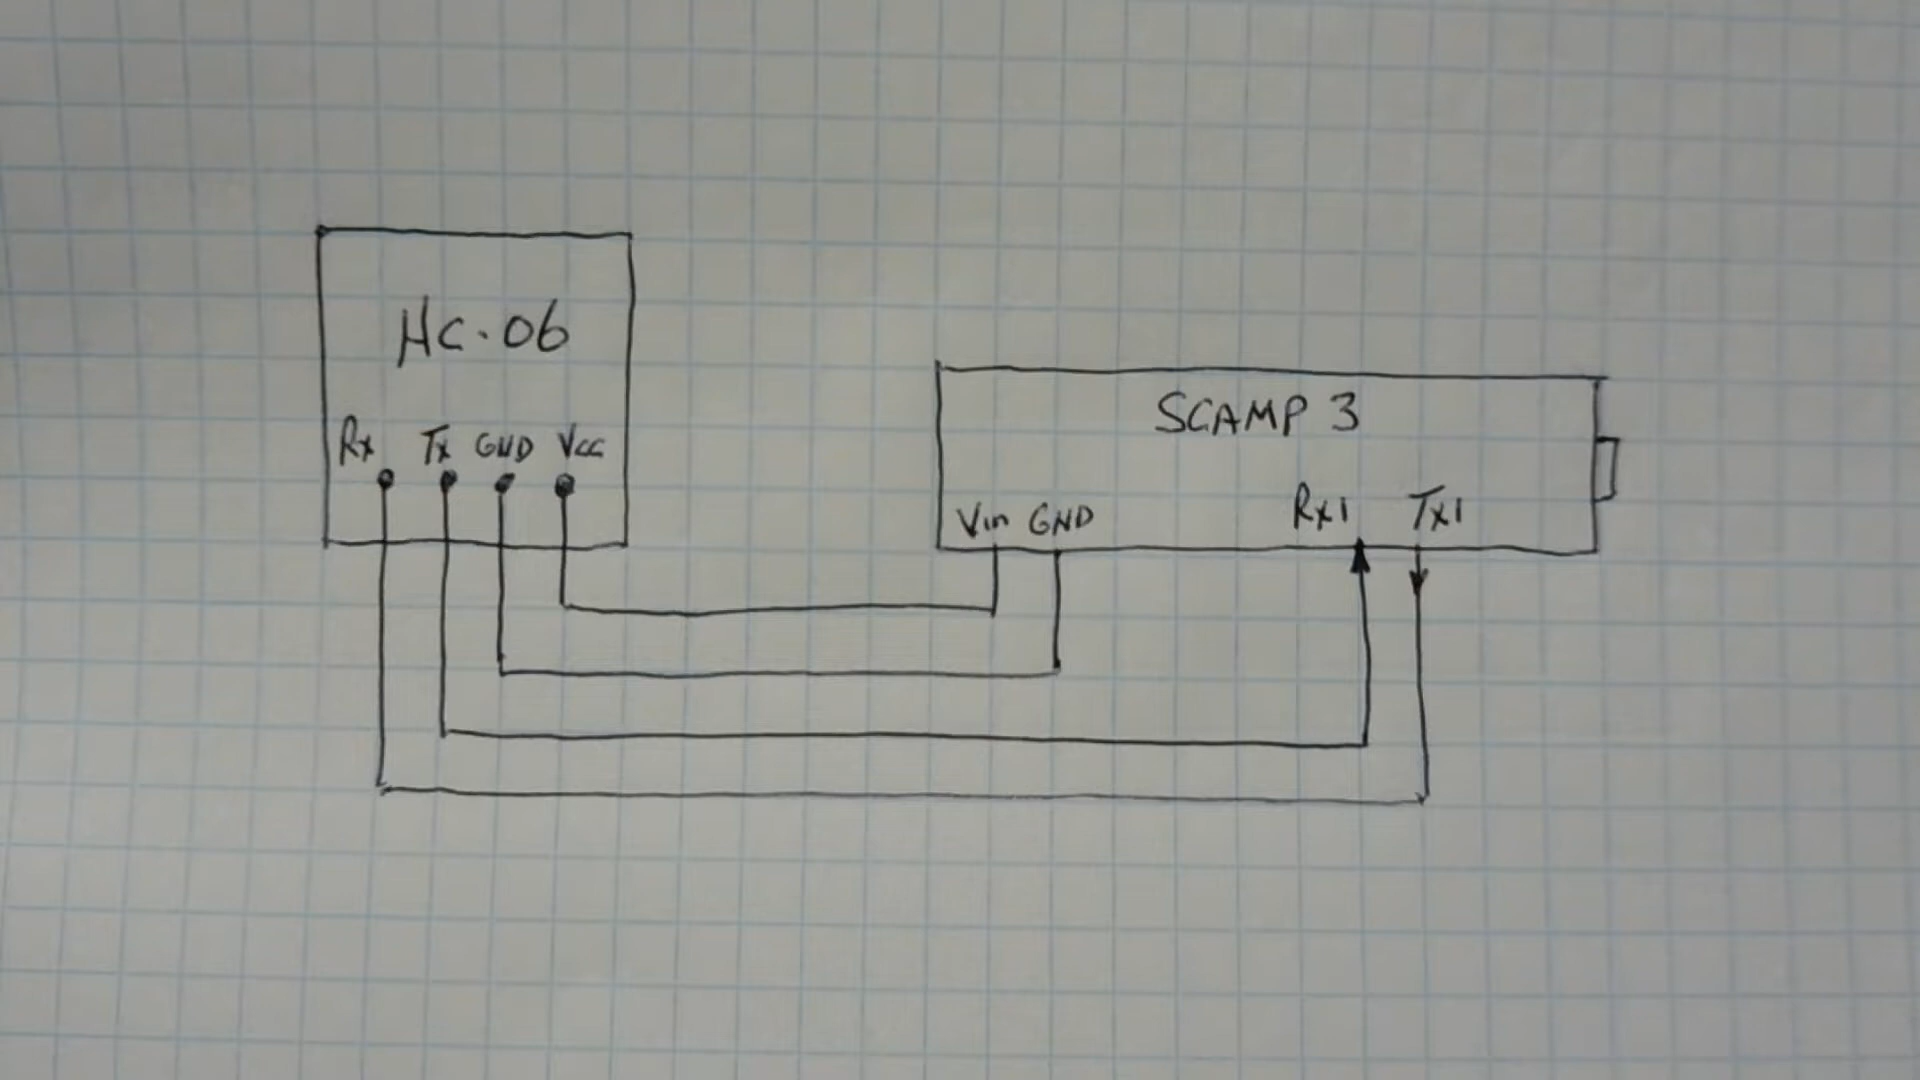 HC-06
Rx Tx GND Vcc
SCAMP 3
Vin GND Rx1 Tx1